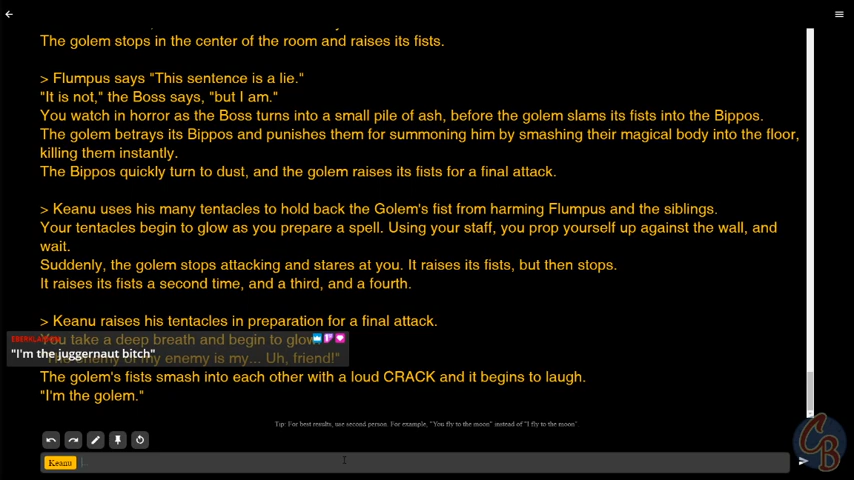 The golem stops in the center of the room and raises its fists.
> Flumpus says "This sentence is a lie."
"It is not," the Boss says, "but I am."
You watch in horror as the Boss turns into a small pile of ash, before the golem slams its fists into the Bippos.
The golem betrays its Bippos and punishes them for summoning him by smashing their magical body into the floor,
killing them instantly.
The Bippos quickly turn to dust, and the golem raises its fists for a final attack.
> Keanu uses his many tentacles to hold back the Golem's fist from harming Flumpus and the siblings.
Your tentacles begin to glow as you prepare a spell. Using your staff, you prop yourself up against the wall, and
wait.
Suddenly, the golem stops attacking and stares at you. It raises its fists, but then stops.
It raises its fists a second time, and a third, and a fourth.
> Keanu raises his tentacles in preparation for a final attack.
You take a deep breath and begin to glow
"I'm the juggernaut bitch"
enemy of my enemy is my... Uh, friend!"
The golem's fists smash into each other with a loud CRACK and it begins to laugh.
"I'm the golem."
Tip: For best results, use second person. For example, "You fly to the moon" instead of "I fly to the moon".
Keanu
CB